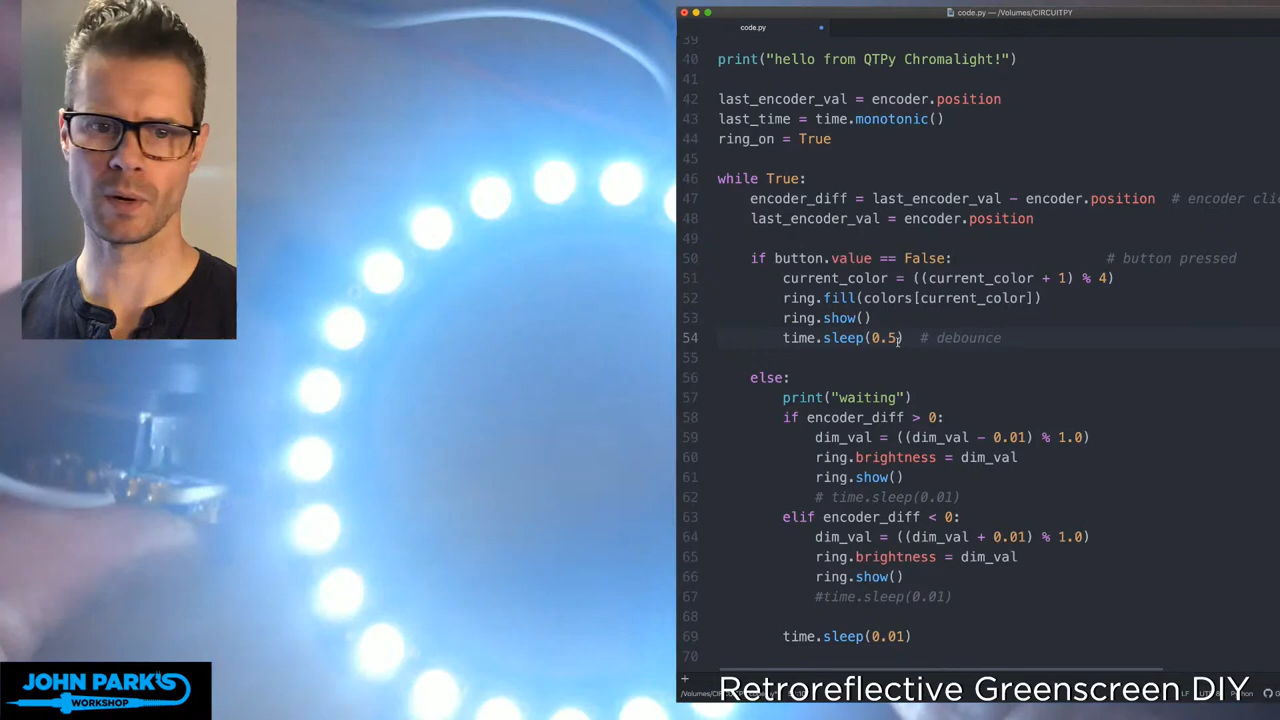 code.py — /Volumes/CIRCUITPY
code.py
39
40 print("hello from QTPy Chromalight!")
41
42 last_encoder_val = encoder.position
43 last_time = time.monotonic()
44 ring_on = True
45
46 while True:
47 encoder_diff = last_encoder_val - encoder.position # encoder clic
48 last_encoder_val = encoder.position
49
50 if button.value == False: # button pressed
51 current_color = ((current_color + 1) % 4)
52 ring.fill(colors[current_color])
53 ring.show()
54 time.sleep(0.5) # debounce
55
56 else:
57 print("waiting")
58 if encoder_diff > 0:
59 dim_val = ((dim_val - 0.01) % 1.0)
60 ring.brightness = dim_val
61 ring.show()
62 # time.sleep(0.01)
63 elif encoder_diff < 0:
64 dim_val = ((dim_val + 0.01) % 1.0)
65 ring.brightness = dim_val
66 ring.show()
67 #time.sleep(0.01)
68
69 time.sleep(0.01)
70
+
Retroreflective Greenscreen DIY
JOHN PARK'S
WORKSHOP